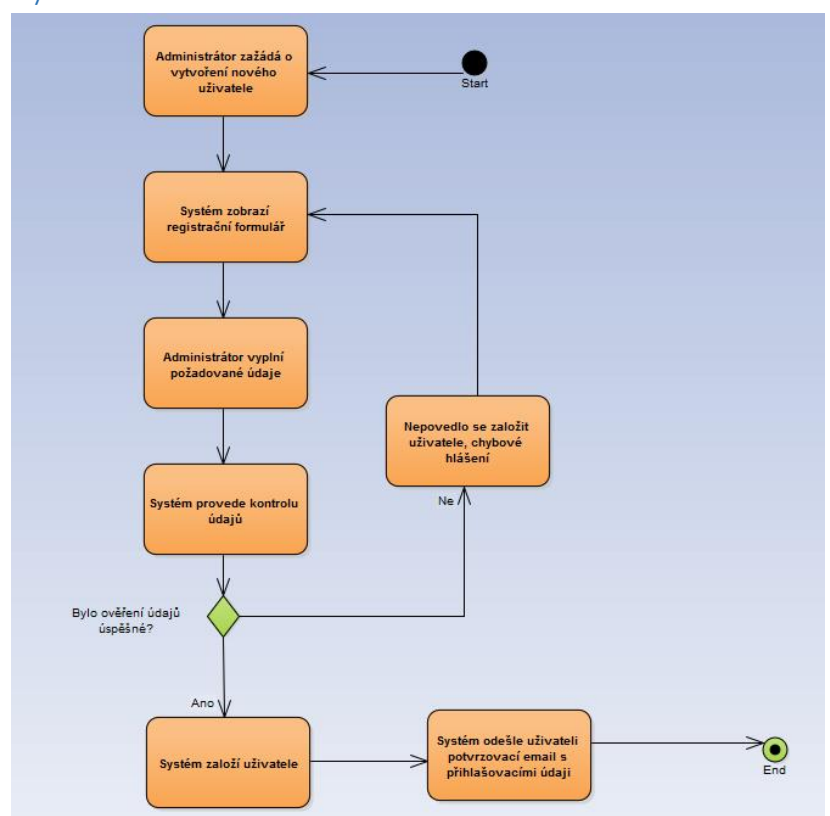 Administrátor zažádá o
vytvoření nového
uživatele
Start
Systém zobrazí
registrační formulář
Administrátor vyplní
požadované údaje
Nepovedlo se založit
uživatele, chybové
hlášení
Systém provede kontrolu
údajů
Ne
Bylo ověření údajů
úspěšné?
Ano
Systém založí uživatele
Systém odešle uživateli
potvrzovací email s
přihlašovacími údaji
End